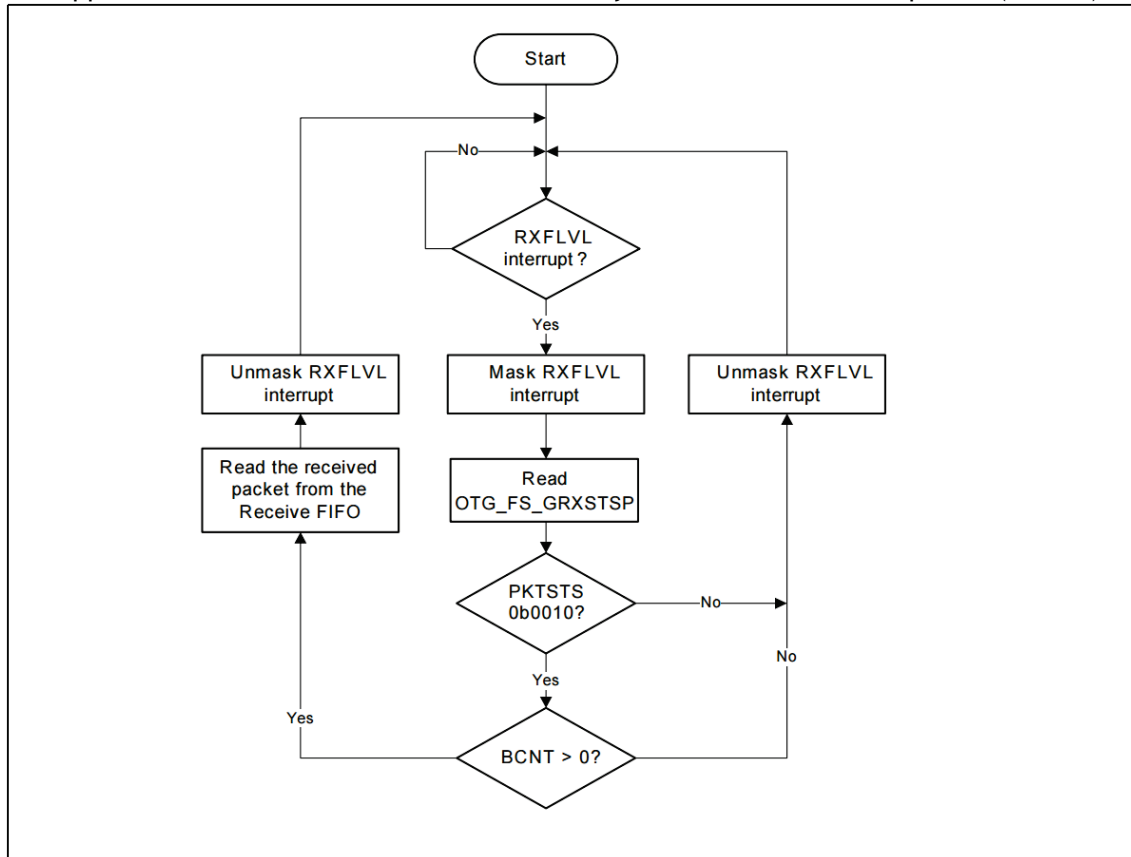 Start
No
RXFLVL
interrupt ?
Yes
Unmask RXFLVL
interrupt
Mask RXFLVL
interrupt
Unmask RXFLVL
interrupt
Read the received
packet from the
Receive FIFO
Read
OTG_FS_GRXSTSP
PKTSTS
0b0010?
No
No
Yes
Yes
BCNT > 0?